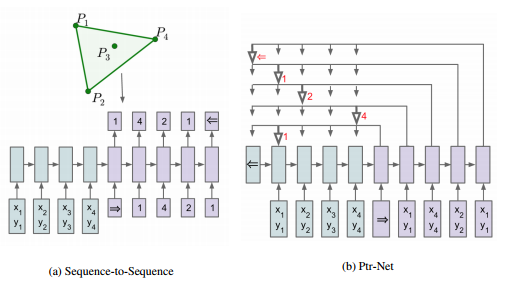 P1
P4
P3
P2
1 4 2 1 ⇐
x1 x2 x3 x4 ⇒ 1 4 2 1
y1 y2 y3 y4
(a) Sequence-to-Sequence
⇐
1
2
4
1
⇐
x1 x2 x3 x4 ⇒ x1 x4 x2 x1
y1 y2 y3 y4 y1 y4 y2 y1
(b) Ptr-Net